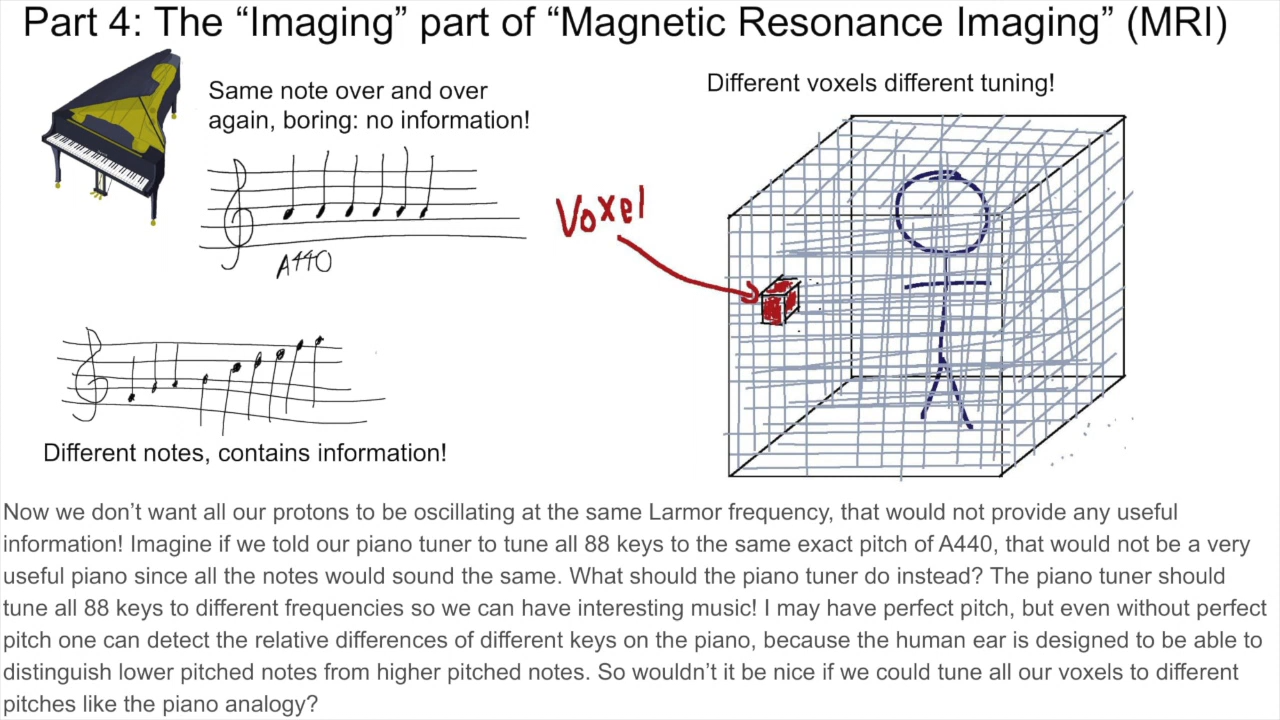 Part 4: The “Imaging” part of “Magnetic Resonance Imaging” (MRI)
Same note over and over
again, boring: no information!
A440
Different notes, contains information!
Different voxels different tuning!
Voxel
Now we don’t want all our protons to be oscillating at the same Larmor frequency, that would not provide any useful
information! Imagine if we told our piano tuner to tune all 88 keys to the same exact pitch of A440, that would not be a very
useful piano since all the notes would sound the same. What should the piano tuner do instead? The piano tuner should
tune all 88 keys to different frequencies so we can have interesting music! I may have perfect pitch, but even without perfect
pitch one can detect the relative differences of different keys on the piano, because the human ear is designed to be able to
distinguish lower pitched notes from higher pitched notes. So wouldn’t it be nice if we could tune all our voxels to different
pitches like the piano analogy?